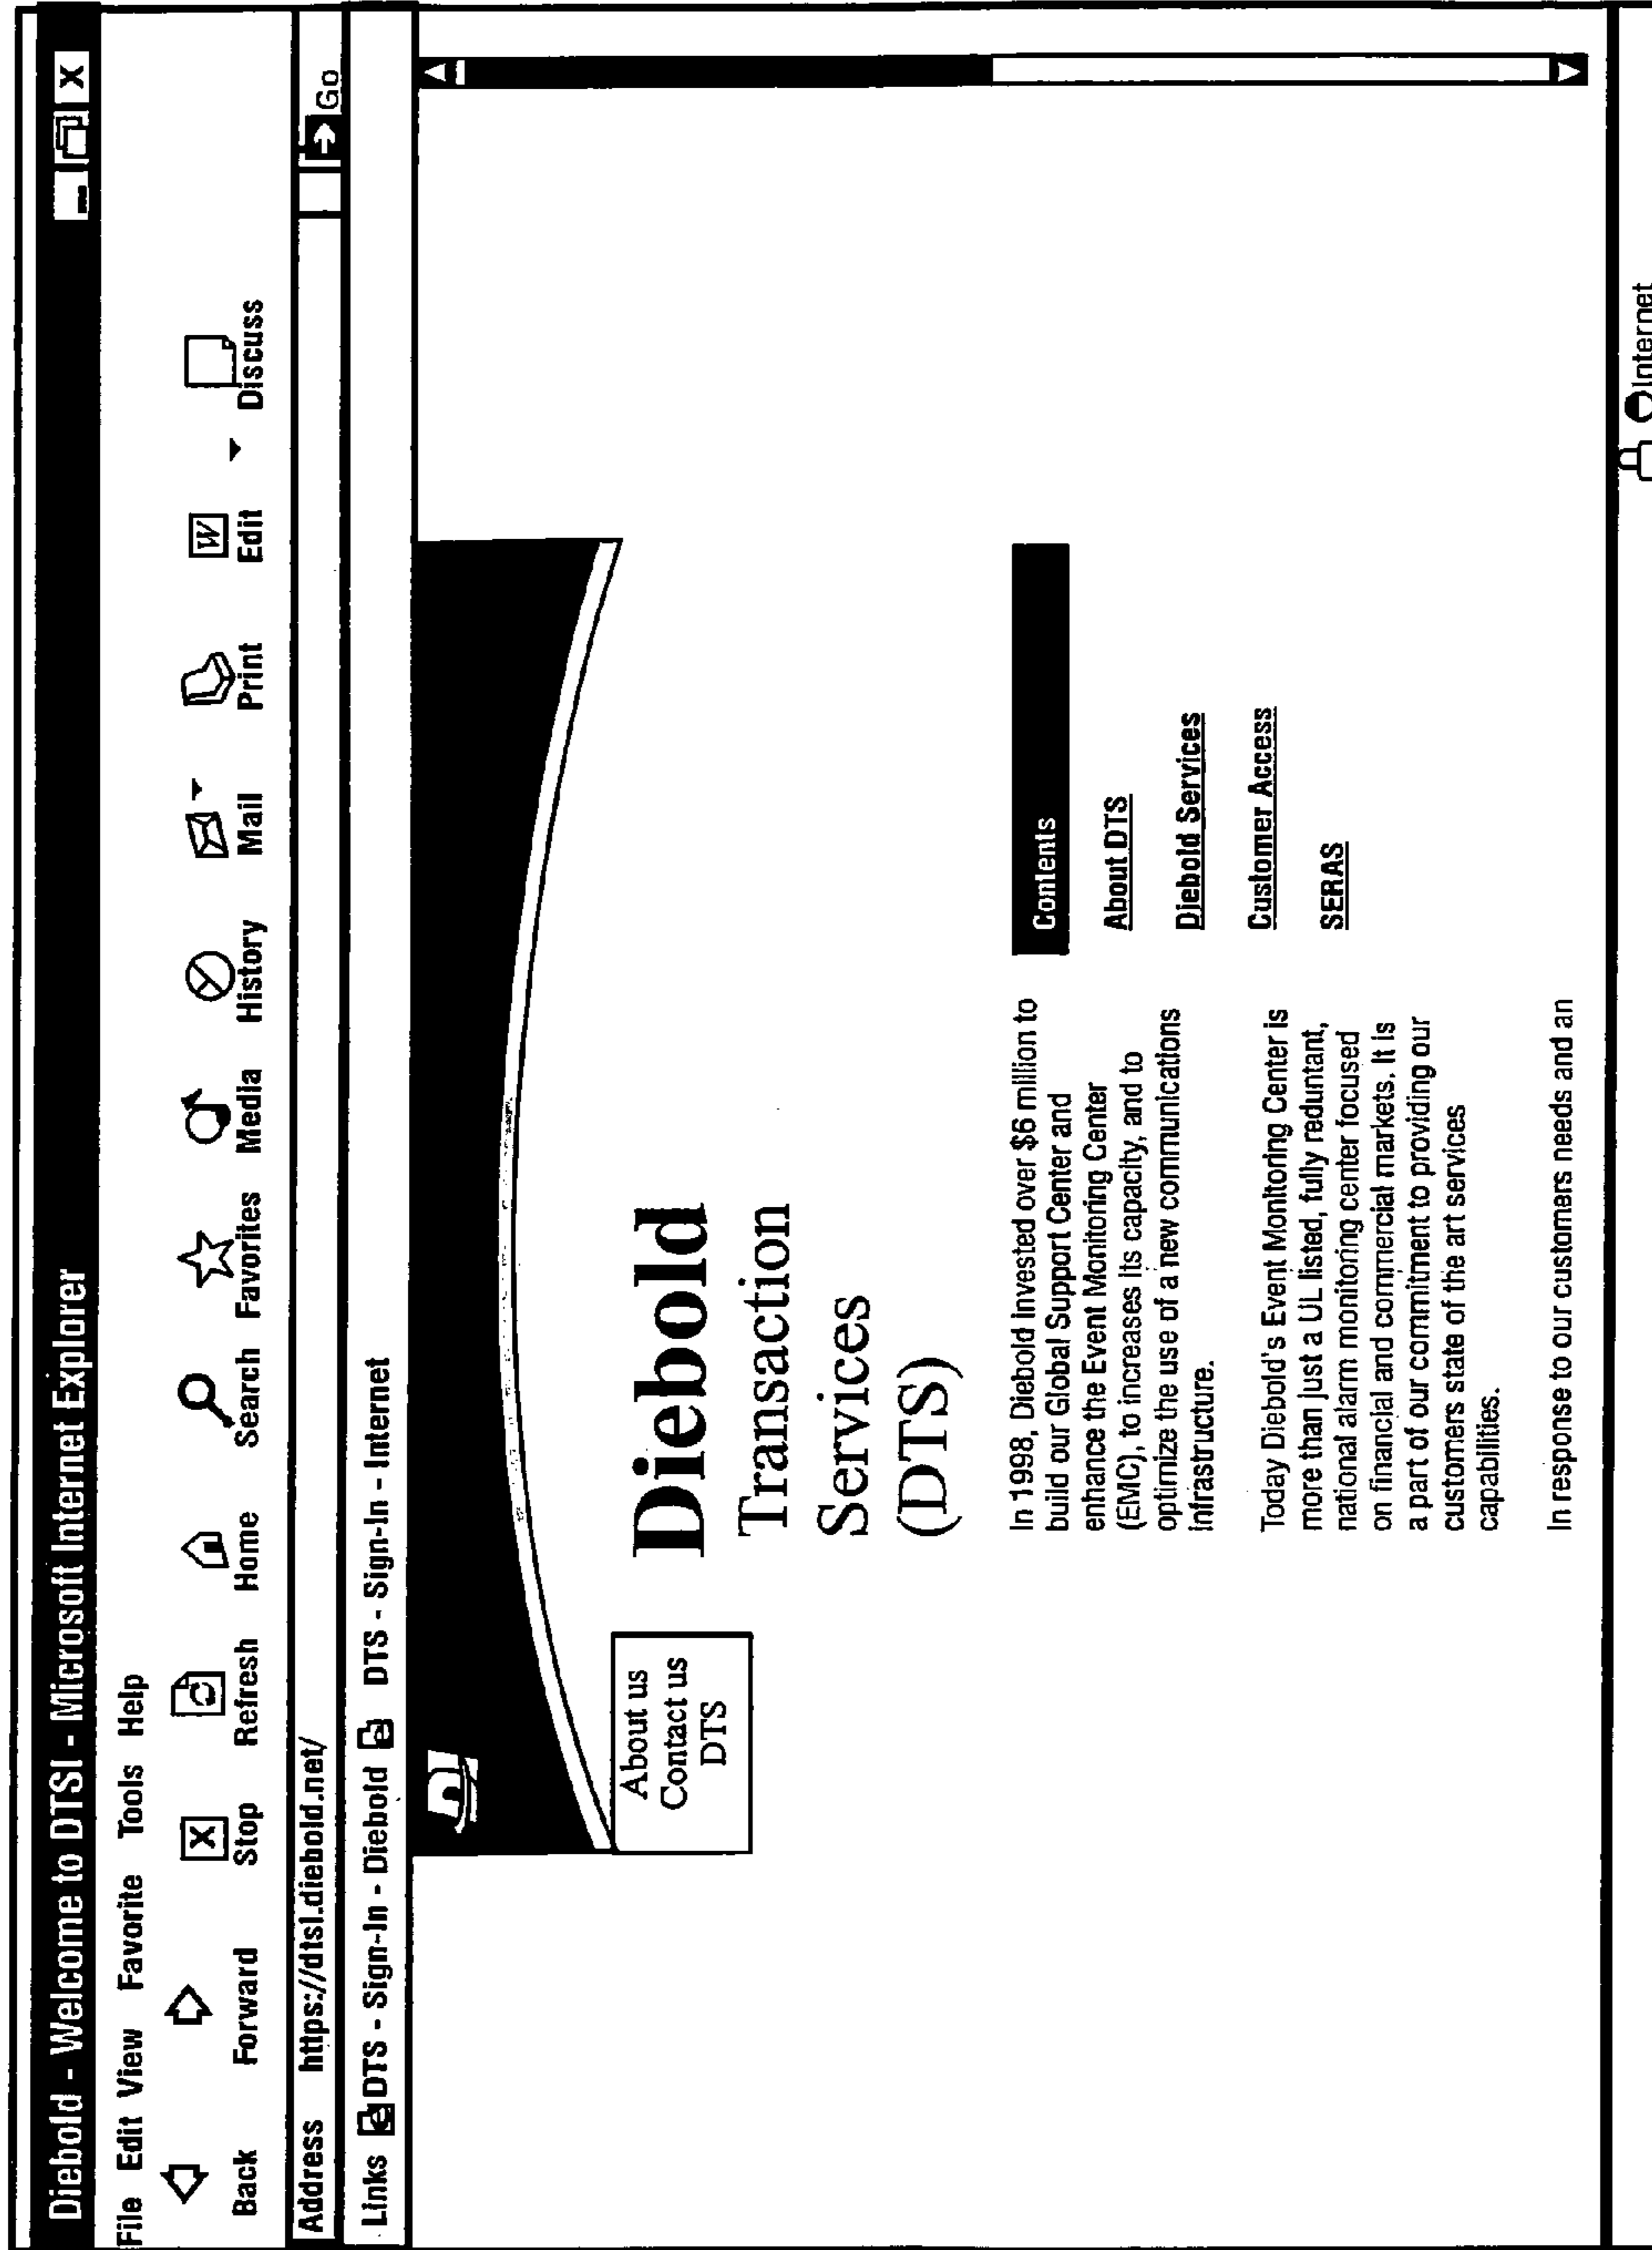 Diebold - Welcome to DTSI - Microsoft Internet Explorer
File Edit View Favorite Tools Help
Back Forward Stop Refresh Home Search Favorites Media History Mail Print Edit Discuss
Address https://dtsl.diebold.net/ Go
Links DTS - Sign-In - Diebold DTS - Sign-In - Internet
About us
Contact us
DTS
Diebold
Transaction
Services
(DTS)
In 1998, Diebold invested over $6 million to
build our Global Support Center and
enhance the Event Monitoring Center
(EMC), to increases its capacity, and to
optimize the use of a new communications
infrastructure.
Today Diebold's Event Monitoring Center is
more than just a UL listed, fully reduntant,
national alarm monitoring center focused
on financial and commercial markets. It is
a part of our commitment to providing our
customers state of the art services
capabilities.
In response to our customers needs and an
Contents
About DTS
Diebold Services
Customer Access
SERAS
Internet